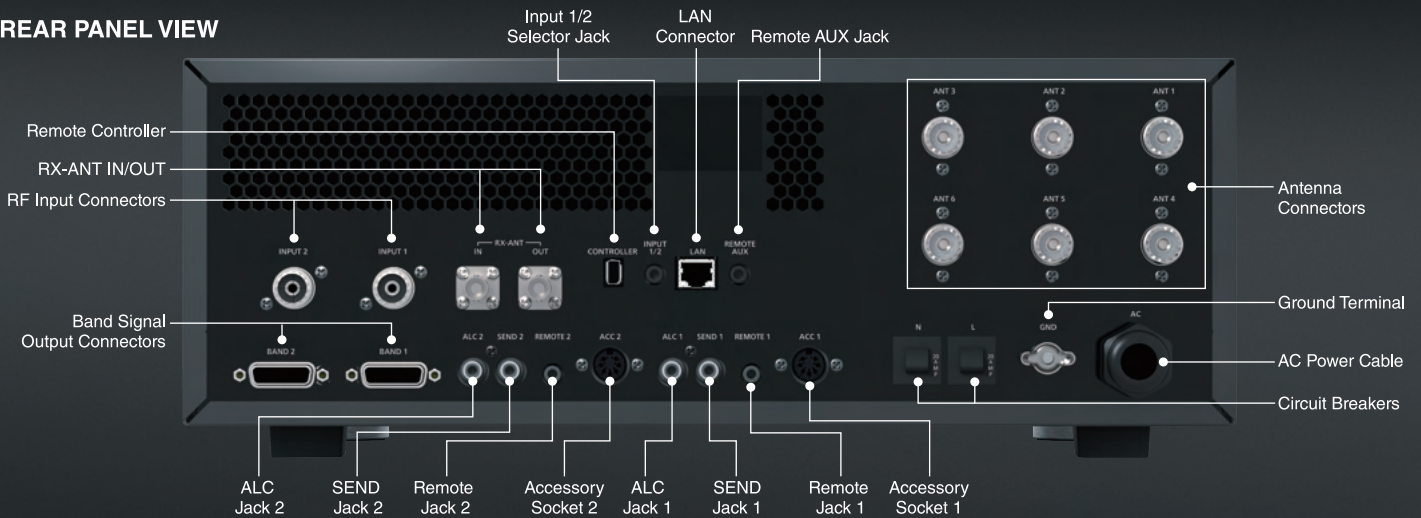 REAR PANEL VIEW
Input 1/2
Selector Jack
LAN
Connector
Remote AUX Jack
Remote Controller
RX-ANT IN/OUT
RF Input Connectors
Band Signal
Output Connectors
ANT 3
ANT 2
ANT 1
ANT 6
ANT 5
ANT 4
Antenna
Connectors
INPUT 2
INPUT 1
RX-ANT
IN
OUT
CONTROLLER
INPUT
1/2
LAN
REMOTE
AUX
BAND 2
BAND 1
ALC 2
SEND 2
REMOTE 2
ACC 2
ALC 1
SEND 1
REMOTE 1
ACC 1
N
L
GND
AC
Ground Terminal
AC Power Cable
Circuit Breakers
ALC
Jack 2
SEND
Jack 2
Remote
Jack 2
Accessory
Socket 2
ALC
Jack 1
SEND
Jack 1
Remote
Jack 1
Accessory
Socket 1